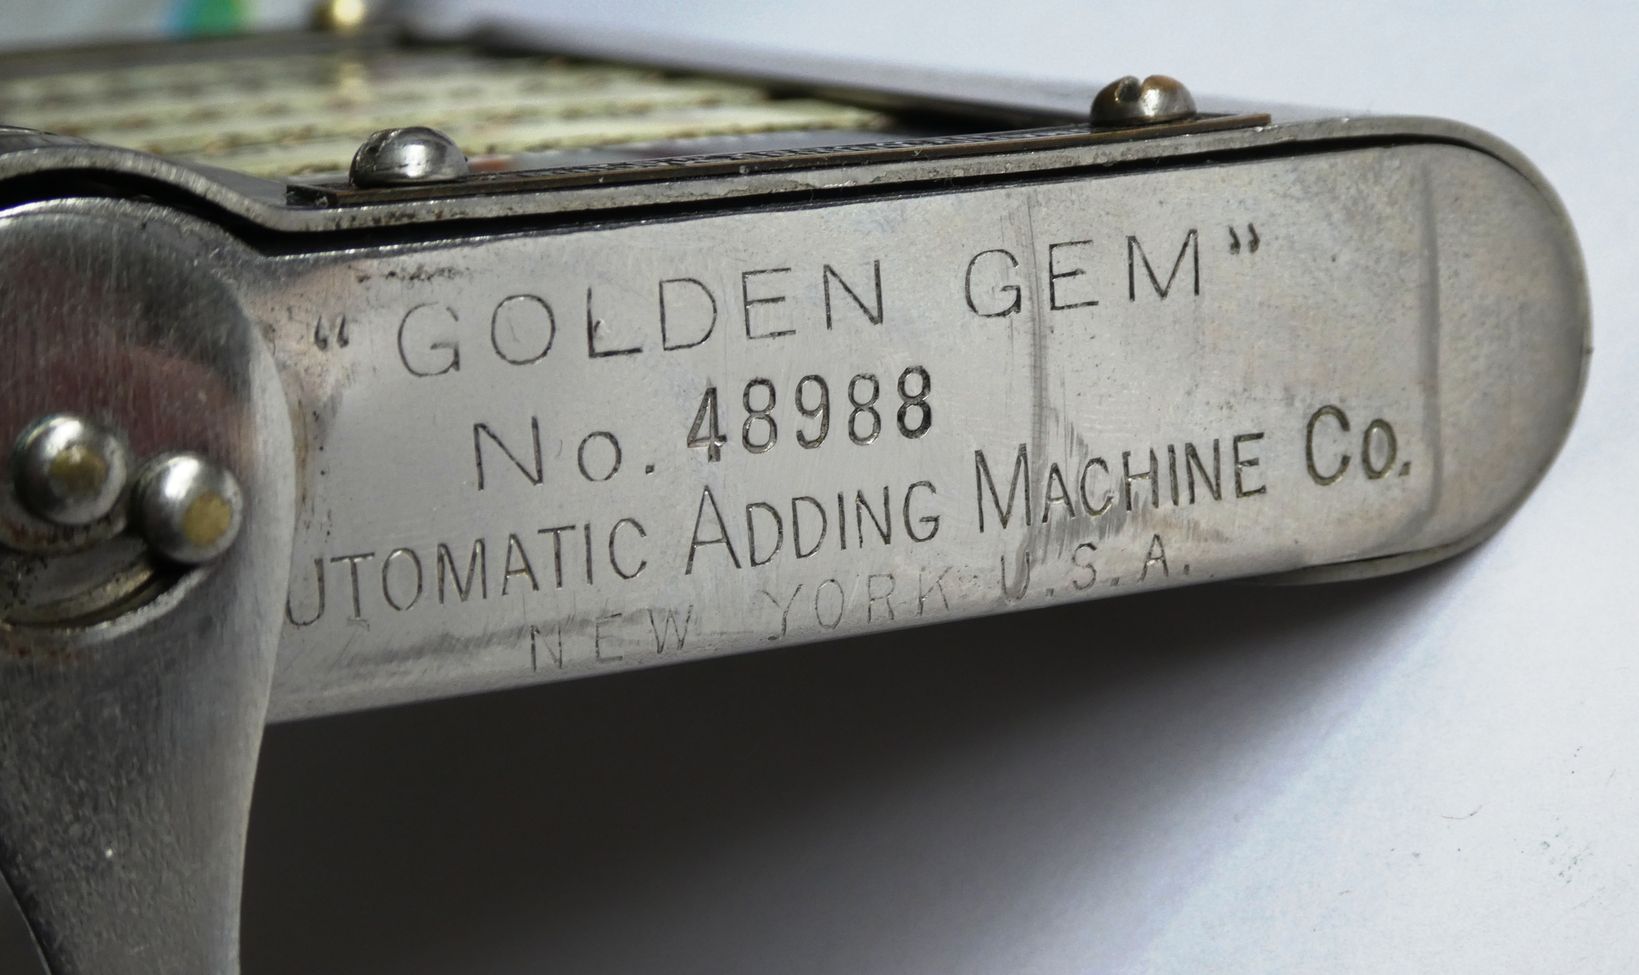 “GOLDEN GEM”
No. 48988
UTOMATIC ADDING MACHINE CO.
NEW YORK U.S.A.